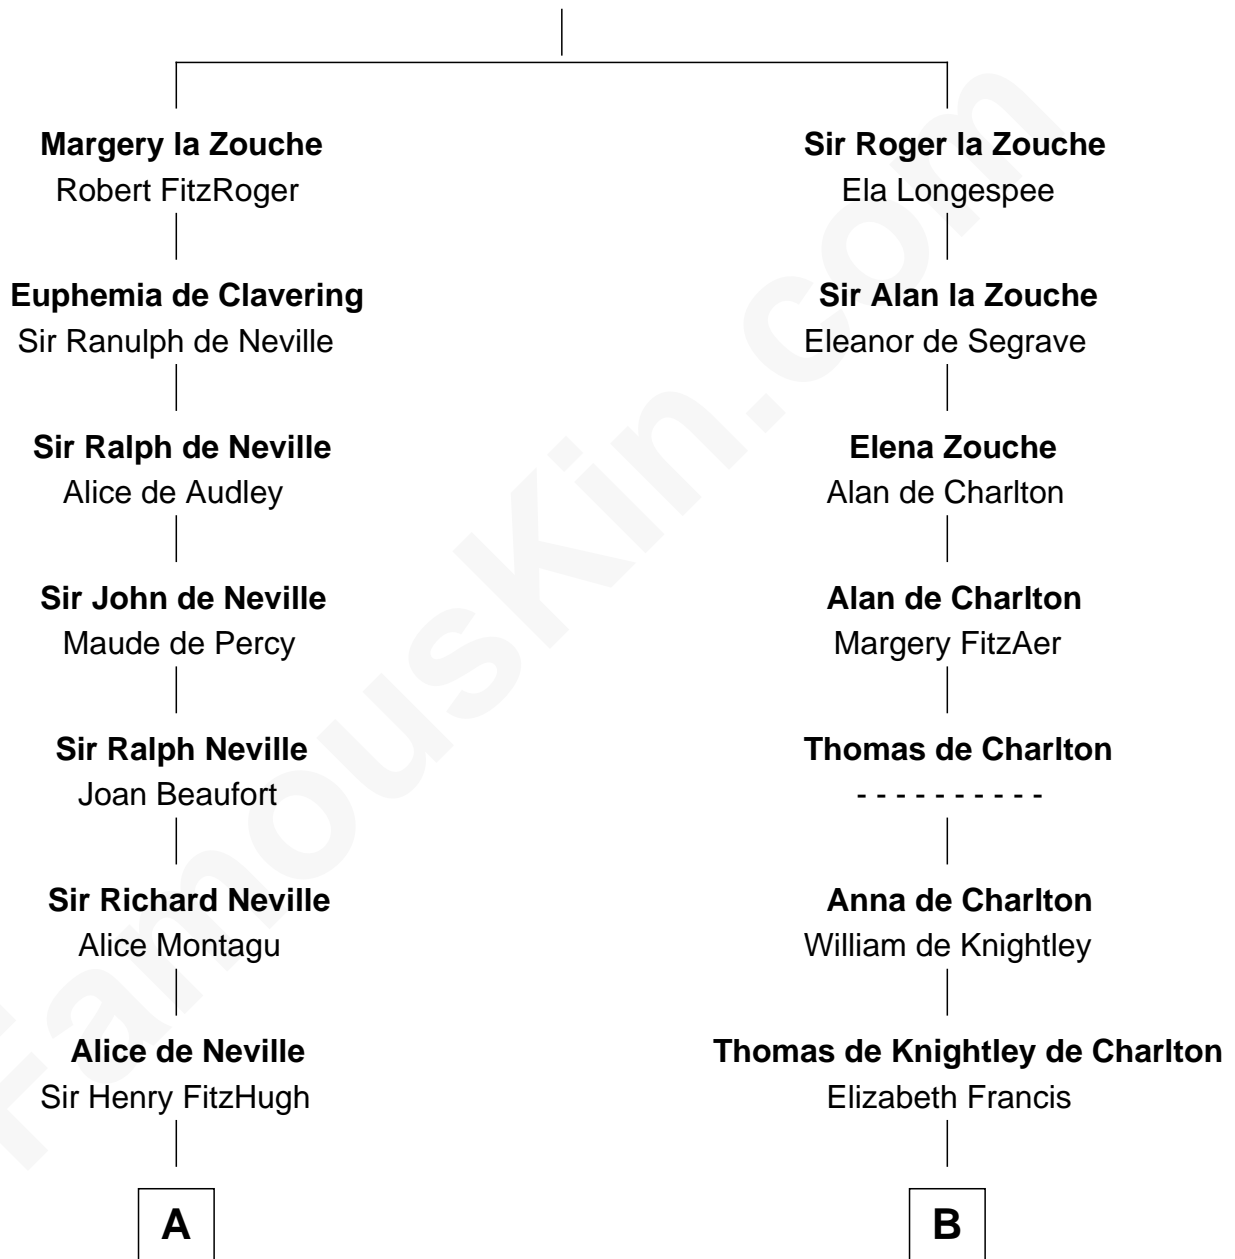 Margery la Zouche
Robert FitzRoger
Sir Roger la Zouche
Ela Longespee
Euphemia de Clavering
Sir Ranulph de Neville
Sir Alan la Zouche
Eleanor de Segrave
Sir Ralph de Neville
Alice de Audley
Elena Zouche
Alan de Charlton
Sir John de Neville
Maude de Percy
Alan de Charlton
Margery FitzAer
Sir Ralph Neville
Joan Beaufort
Thomas de Charlton
- - - - - - - - - -
Sir Richard Neville
Alice Montagu
Anna de Charlton
William de Knightley
Alice de Neville
Sir Henry FitzHugh
Thomas de Knightley de Charlton
Elizabeth Francis
A
B
FamousKin.com